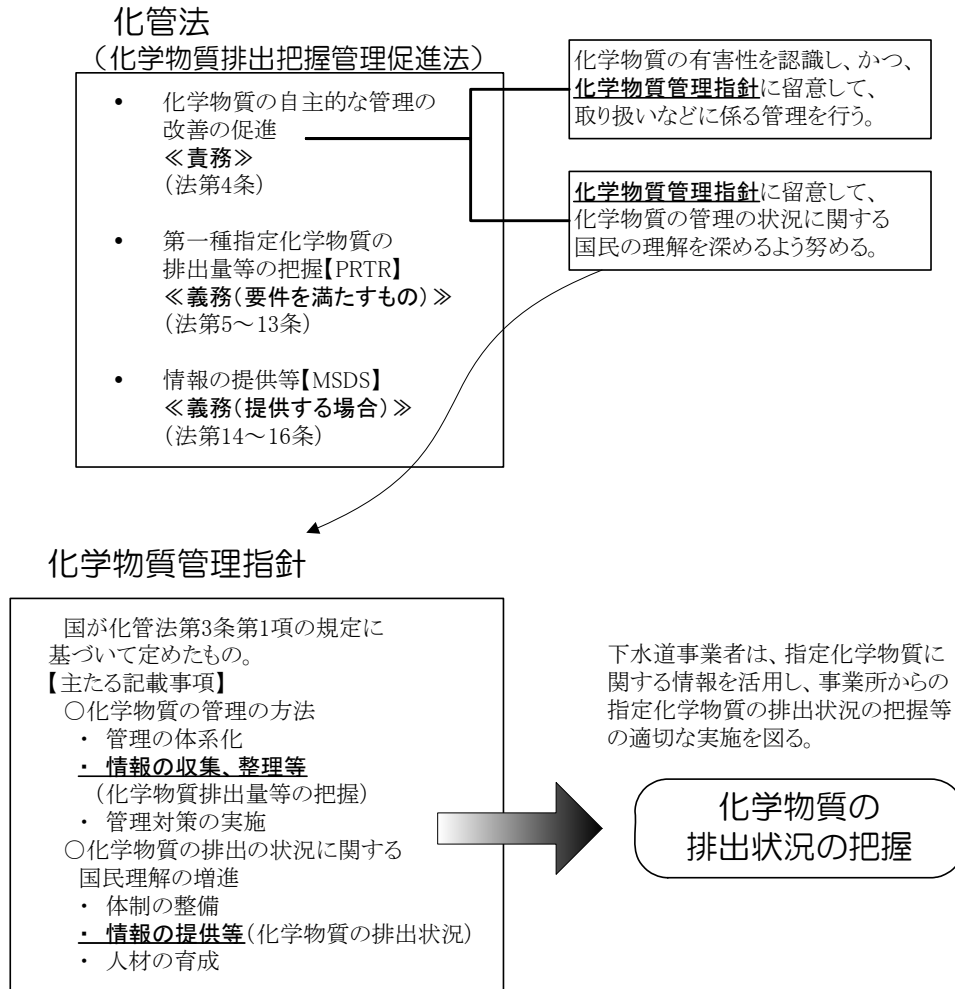 化管法
（化学物質排出把握管理促進法）
• 化学物質の自主的な管理の
改善の促進
≪責務≫
（法第4条）
• 第一種指定化学物質の
排出量等の把握【PRTR】
≪義務（要件を満たすもの）≫
（法第5～13条）
• 情報の提供等【MSDS】
≪義務（提供する場合）≫
（法第14～16条）
化学物質の有害性を認識し、かつ、
化学物質管理指針に留意して、
取り扱いなどに係る管理を行う。
化学物質管理指針に留意して、
化学物質の管理の状況に関する
国民の理解を深めるよう努める。
化学物質管理指針
国が化管法第3条第1項の規定に
基づいて定めたもの。
【主たる記載事項】
○化学物質の管理の方法
・ 管理の体系化
・ 情報の収集、整理等
（化学物質排出量等の把握）
・ 管理対策の実施
○化学物質の排出の状況に関する
国民理解の増進
・ 体制の整備
・ 情報の提供等（化学物質の排出状況）
・ 人材の育成
下水道事業者は、指定化学物質に
関する情報を活用し、事業所からの
指定化学物質の排出状況の把握等
の適切な実施を図る。
化学物質の
排出状況の把握